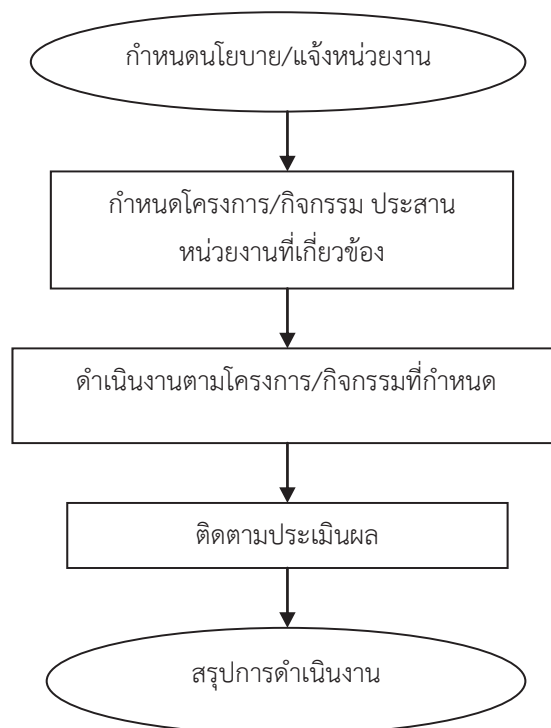 กำหนดนโยบาย/แจ้งหน่วยงาน
กำหนดโครงการ/กิจกรรม ประสาน
หน่วยงานที่เกี่ยวข้อง
ดำเนินงานตามโครงการ/กิจกรรมที่กำหนด
ติดตามประเมินผล
สรุปการดำเนินงาน